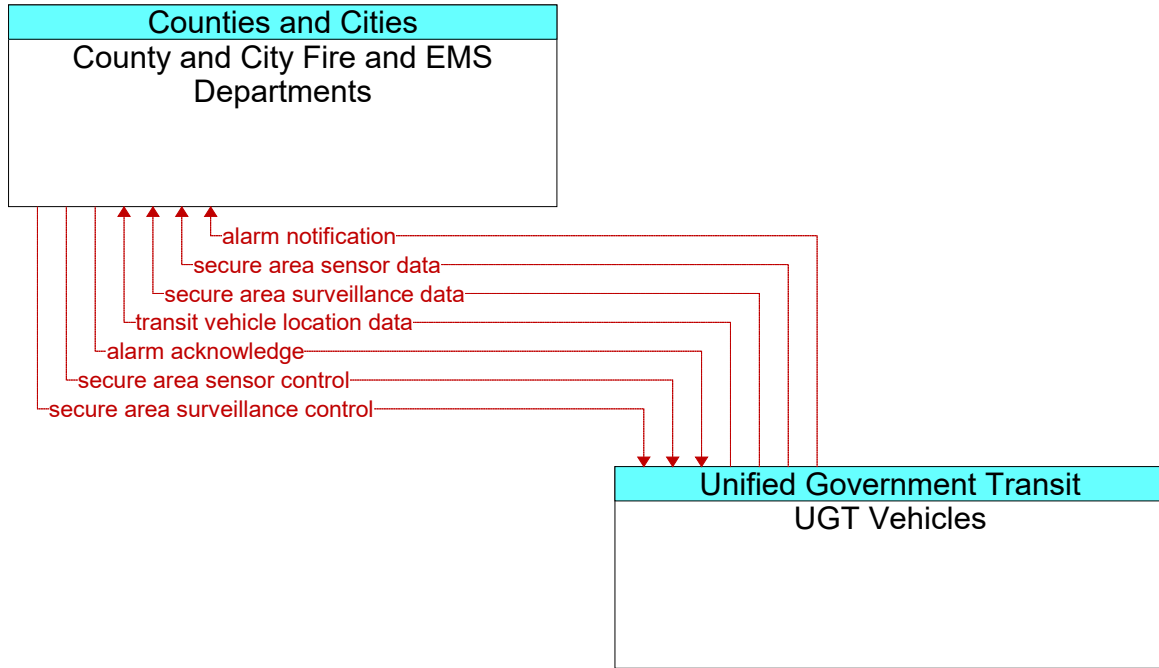 Counties and Cities
County and City Fire and EMS
Departments
alarm notification
secure area sensor data
secure area surveillance data
transit vehicle location data
alarm acknowledge
secure area sensor control
secure area surveillance control
Unified Government Transit
UGT Vehicles